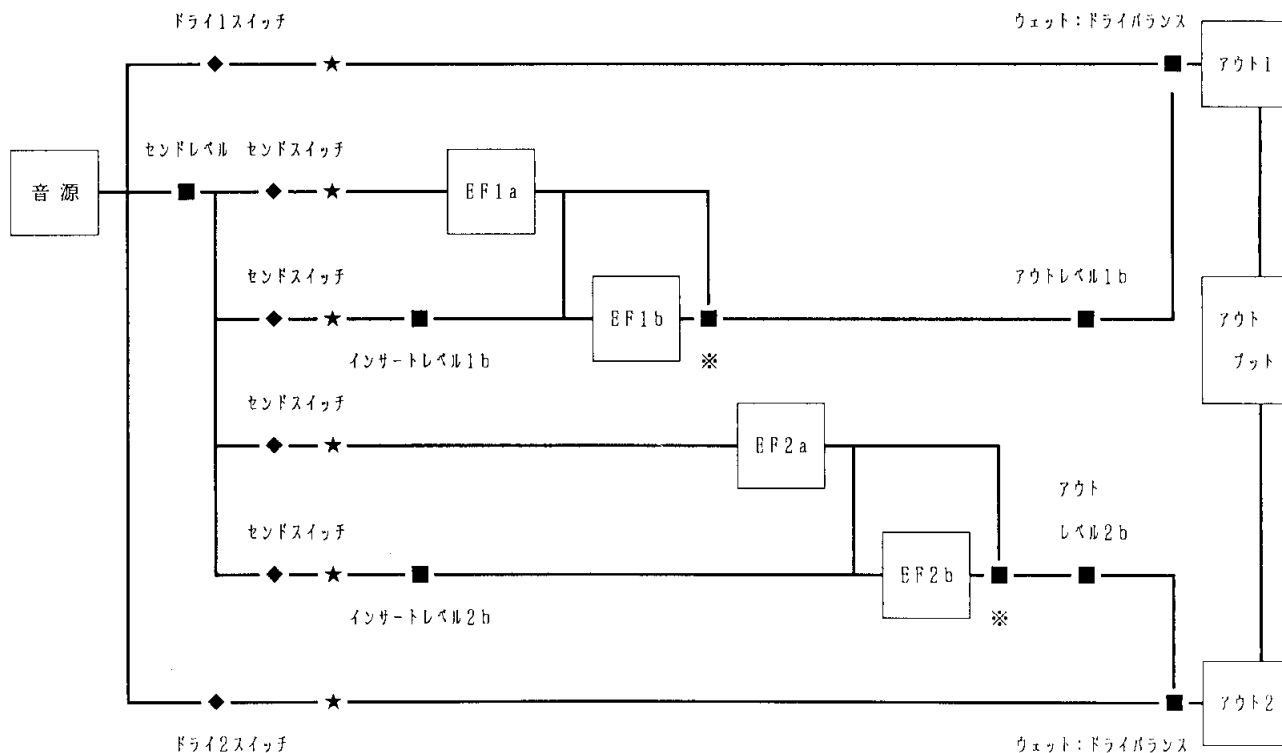 ドライ1スイッチ
ウェット：ドライバランス
アウト1
センドレベル
センドスイッチ
音源
EF1a
センドスイッチ
アウトレベル1b
EF1b
アウト
プット
インサートレベル1b
※
センドスイッチ
EF2a
アウト
レベル2b
センドスイッチ
EF2b
インサートレベル2b
※
アウト2
ドライ2スイッチ
ウェット：ドライバランス